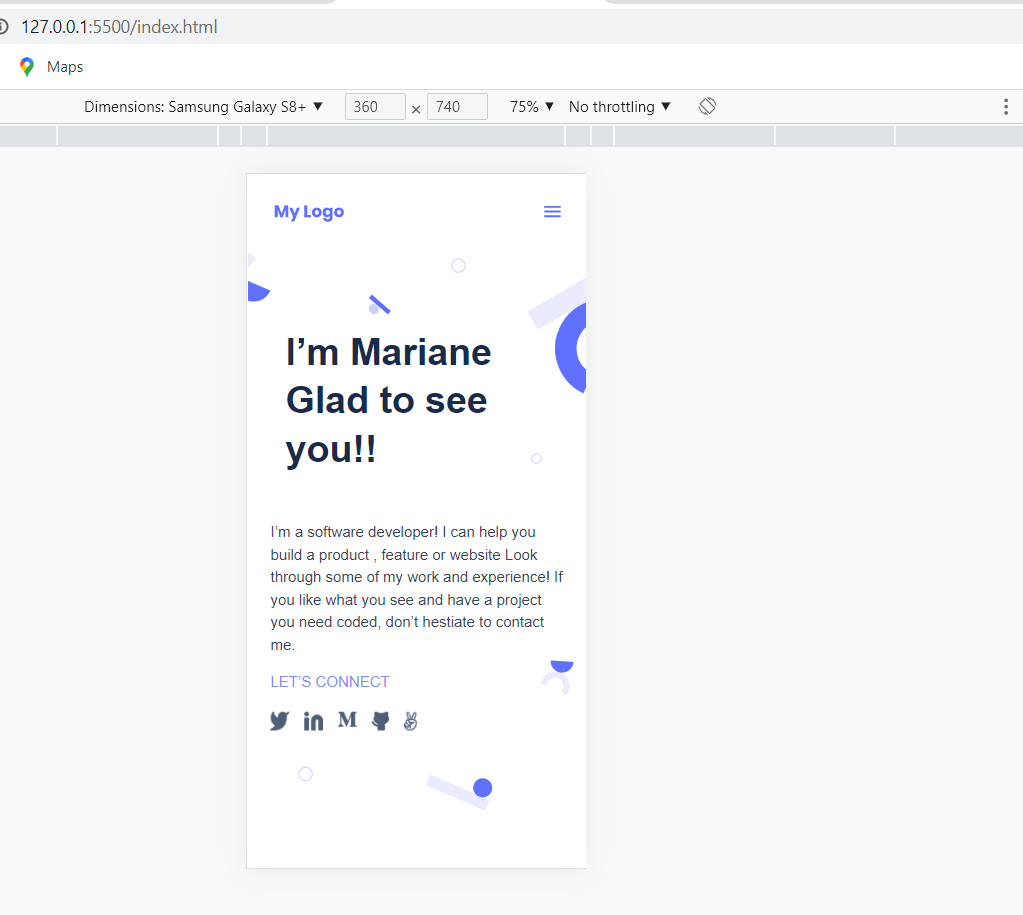 127.0.0.1:5500/index.html
Maps
Dimensions: Samsung Galaxy S8+ ▼ 360 × 740 75% ▼ No throttling ▼
My Logo
I’m Mariane
Glad to see
you!!
I’m a software developer! I can help you
build a product , feature or website Look
through some of my work and experience! If
you like what you see and have a project
you need coded, don’t hestiate to contact
me.
LET’S CONNECT